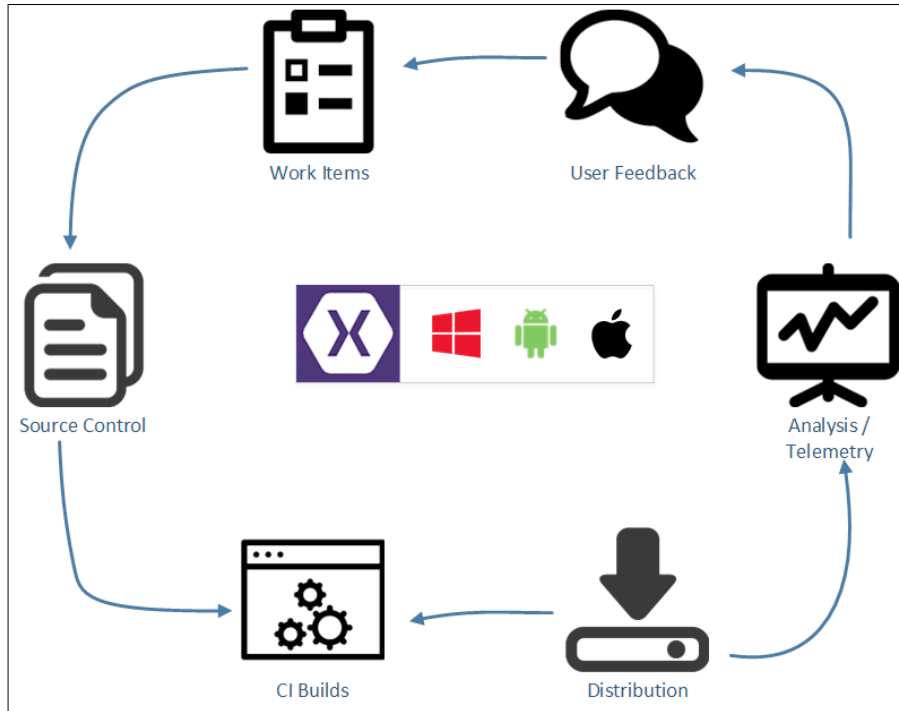 Work Items
User Feedback
Source Control
Analysis /
Telemetry
CI Builds
Distribution